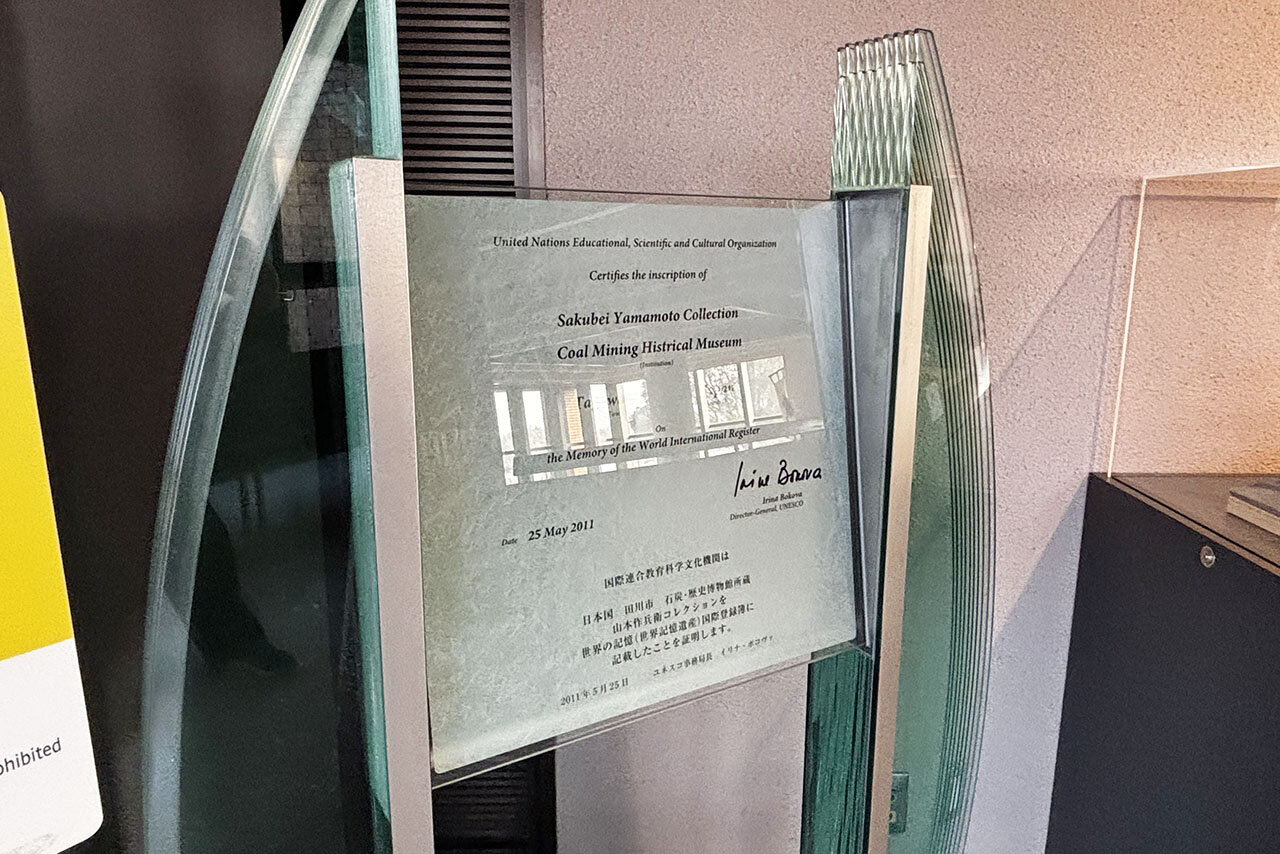 United Nations Educational, Scientific and Cultural Organization
Certifies the inscription of
Sakubei Yamamoto Collection
Coal Mining Histrical Museum
(Institution)
On
the Memory of the World International Register
Irina Bokova
Irina Bokova
Director-General, UNESCO
Date 25 May 2011
国際連合教育科学文化機関は
日本国 田川市 石炭・歴史博物館所蔵
山本作兵衛コレクションを
世界の記憶(世界記憶遺産)国際登録簿に
記載したことを証明します。
2011年5月25日 ユネスコ事務局長 イリナ・ボコヴァ
ohibited